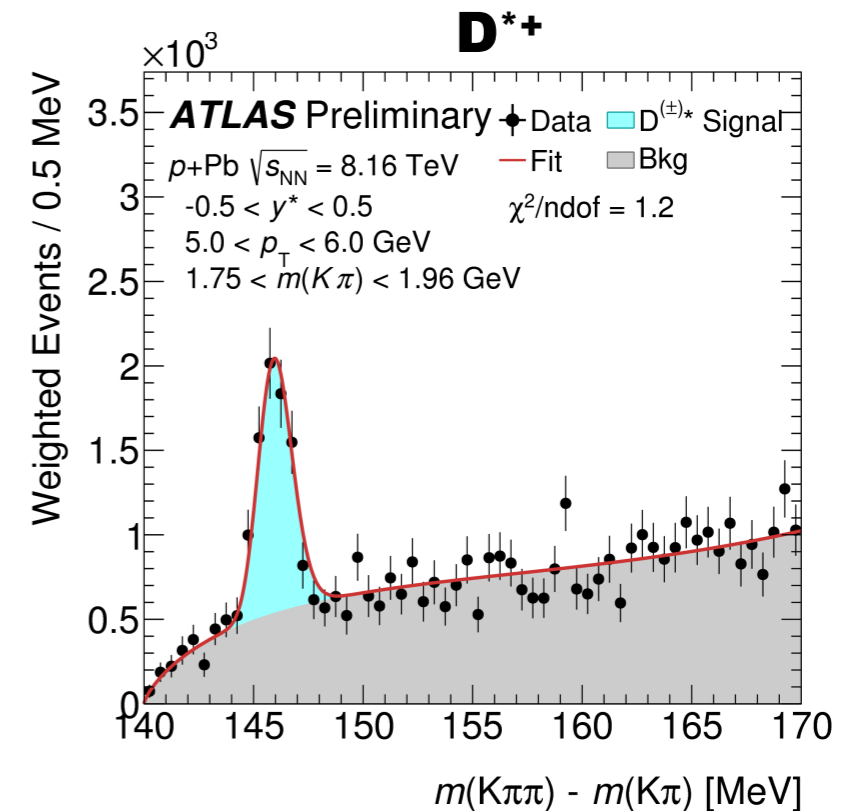 D*+
×10³
ATLAS Preliminary
Data
D⁽±⁾* Signal
Fit
Bkg
p+Pb √sNN = 8.16 TeV
-0.5 < y* < 0.5
χ²/ndof = 1.2
5.0 < pT < 6.0 GeV
1.75 < m(Kπ) < 1.96 GeV
Weighted Events / 0.5 MeV
3.5
3
2.5
2
1.5
1
0.5
0
140 145 150 155 160 165 170
m(Kππ) - m(Kπ) [MeV]